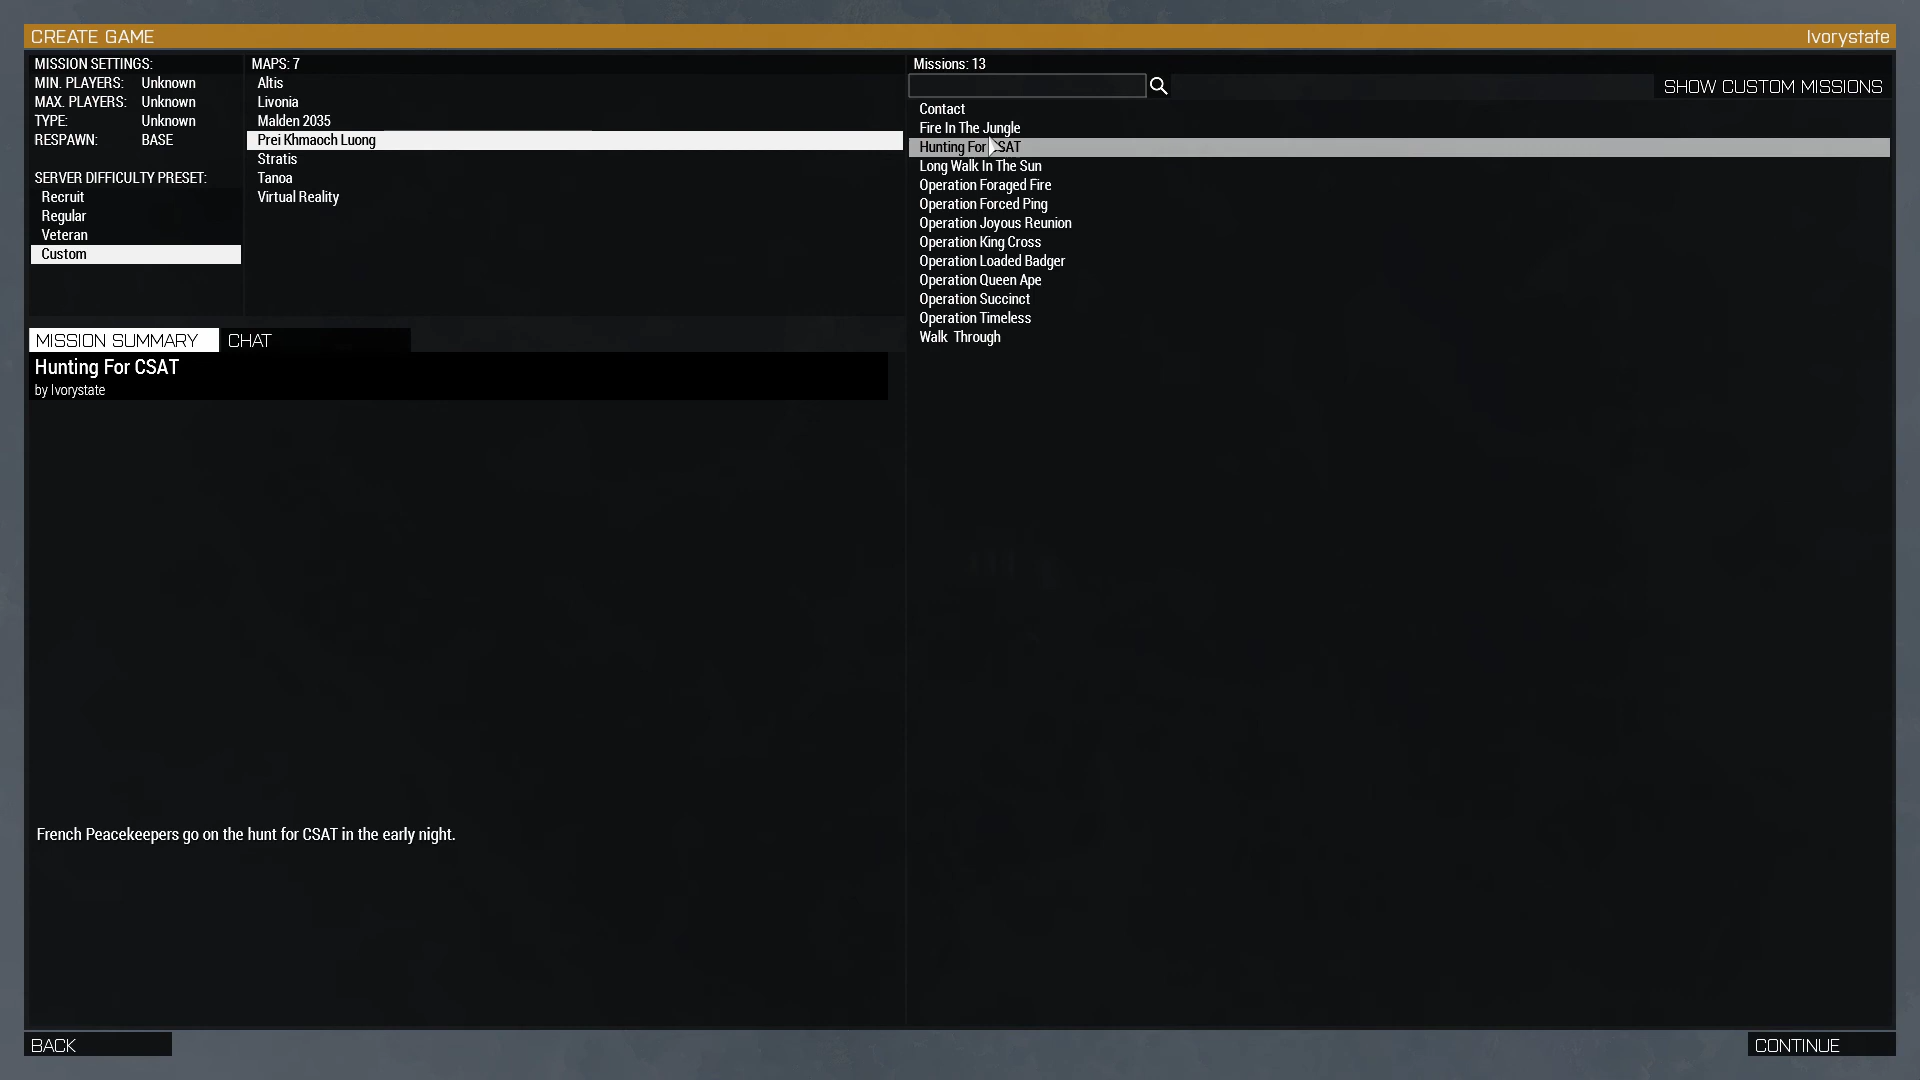 CREATE GAME
Ivorystate
MISSION SETTINGS:
MIN. PLAYERS: Unknown
MAX. PLAYERS: Unknown
TYPE: Unknown
RESPAWN: BASE
SERVER DIFFICULTY PRESET:
Recruit
Regular
Veteran
Custom
MAPS: 7
Altis
Livonia
Malden 2035
Prei Khmaoch Luong
Stratis
Tanoa
Virtual Reality
Missions: 13
SHOW CUSTOM MISSIONS
Contact
Fire In The Jungle
Hunting For CSAT
Long Walk In The Sun
Operation Foraged Fire
Operation Forced Ping
Operation Joyous Reunion
Operation King Cross
Operation Loaded Badger
Operation Queen Ape
Operation Succinct
Operation Timeless
Walk  Through
MISSION SUMMARY
CHAT
Hunting For CSAT
by Ivorystate
French Peacekeepers go on the hunt for CSAT in the early night.
BACK
CONTINUE